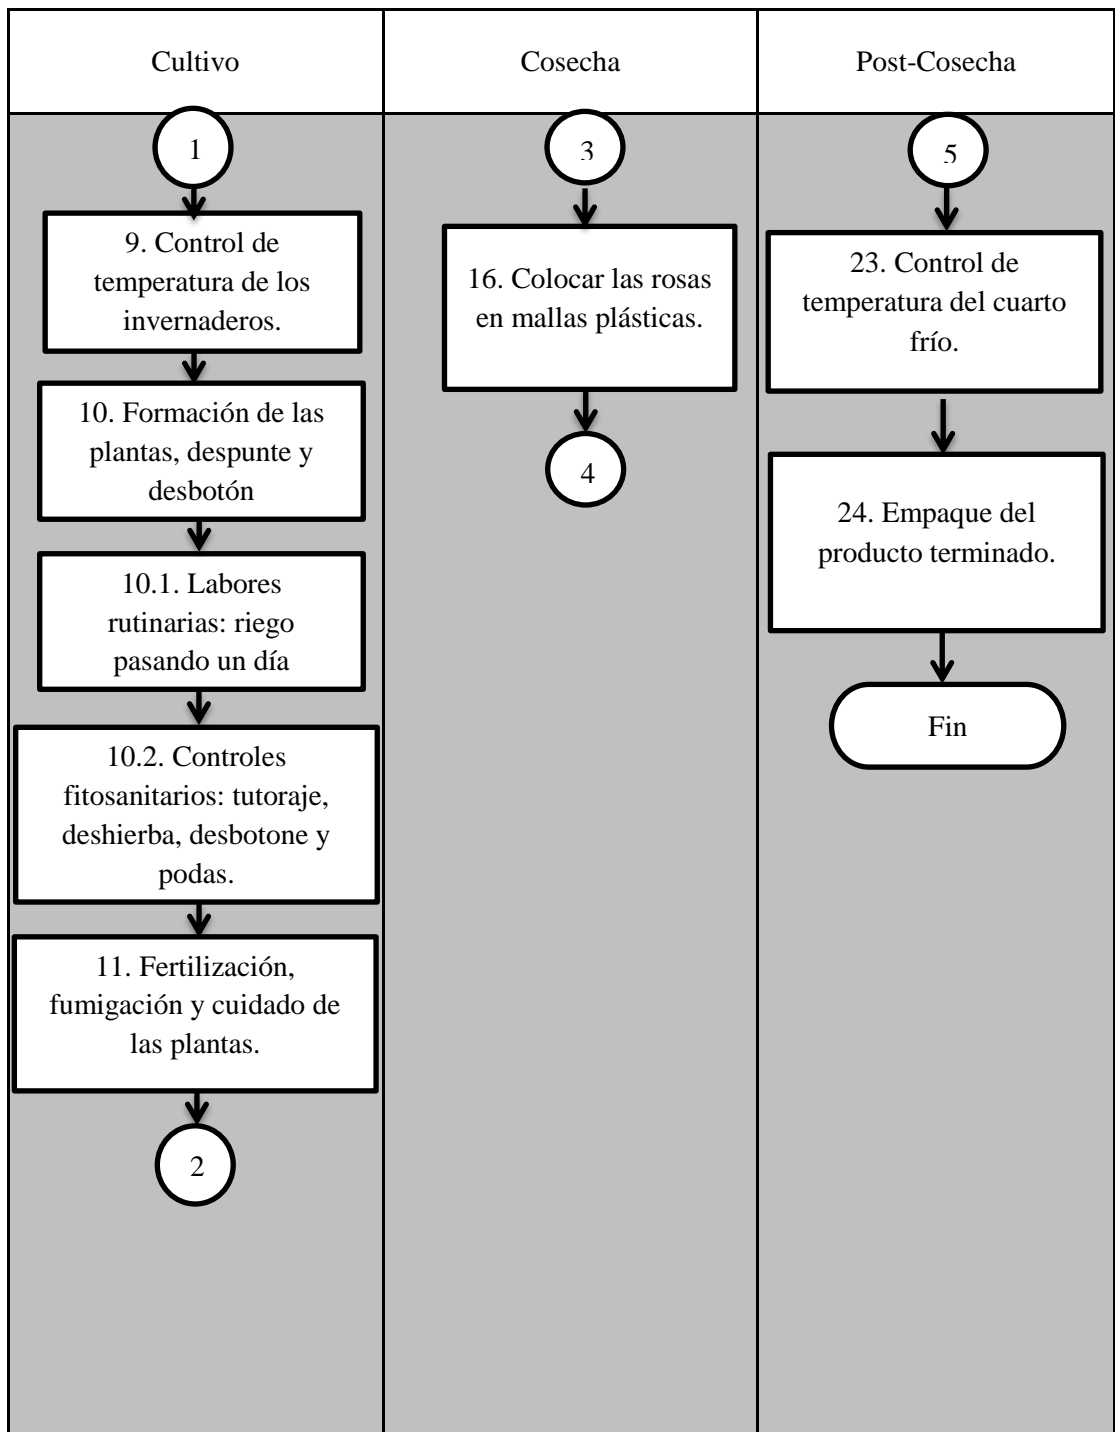 Cultivo
Cosecha
Post-Cosecha
1
9. Control de
temperatura de los
invernaderos.
10. Formación de las
plantas, despunte y
desbotón
10.1. Labores
rutinarias: riego
pasando un día
10.2. Controles
fitosanitarios: tutoraje,
deshierba, desbotone y
podas.
11. Fertilización,
fumigación y cuidado de
las plantas.
2
3
16. Colocar las rosas
en mallas plásticas.
4
5
23. Control de
temperatura del cuarto
frío.
24. Empaque del
producto terminado.
Fin